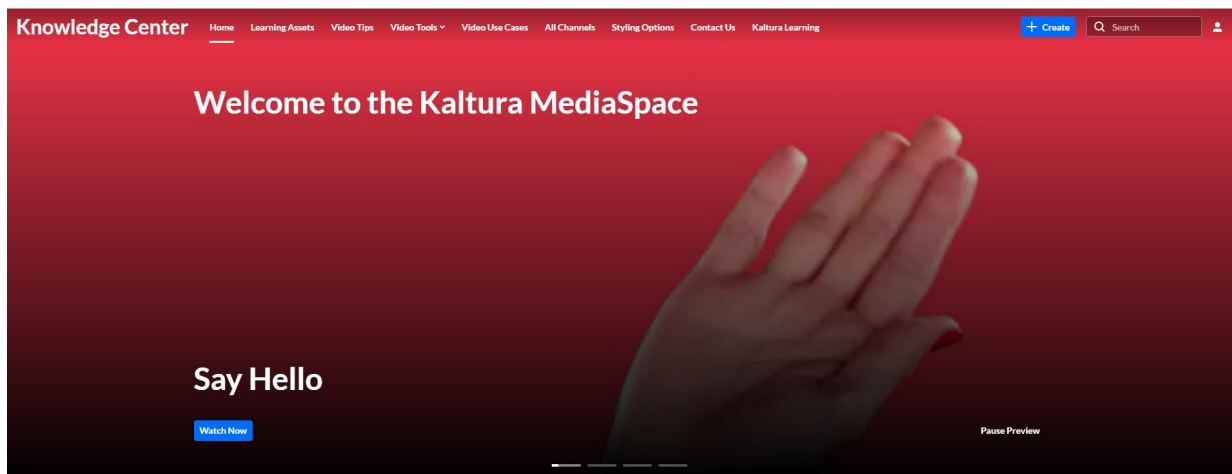 Knowledge Center Home Learning Assets Video Tips Video Tools Video Use Cases All Channels Styling Options Contact Us Kaltura Learning + Create Search
Welcome to the Kaltura MediaSpace
Say Hello
Watch Now Pause Preview